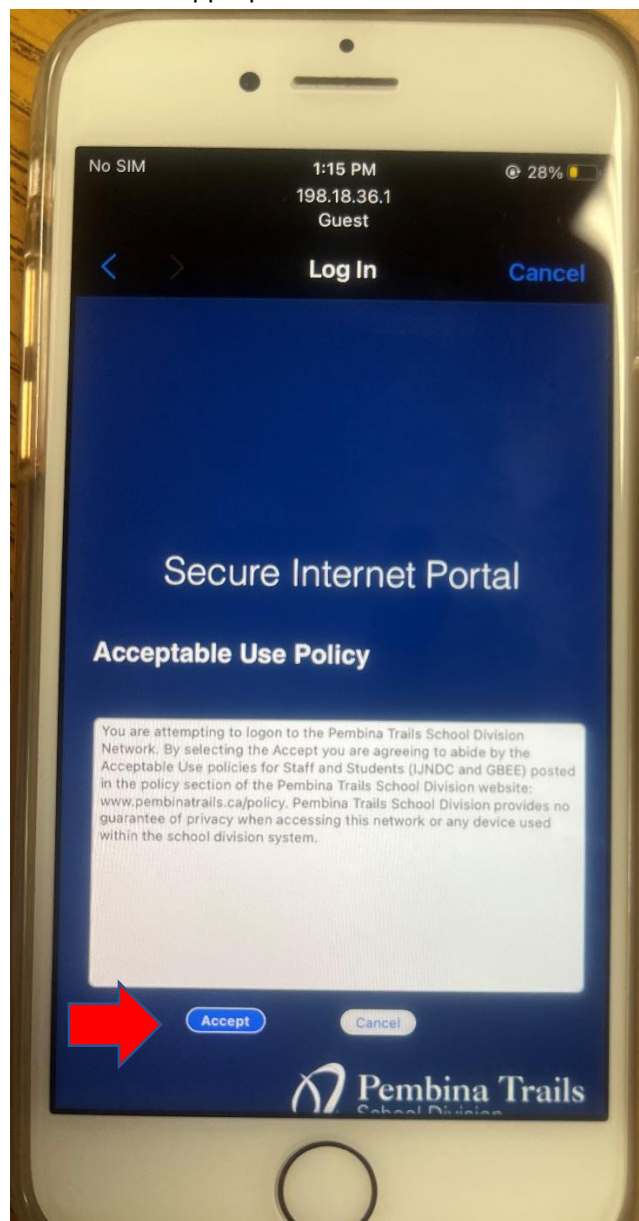 No SIM 1:15 PM 28%
198.18.36.1
Guest
Log In Cancel
Secure Internet Portal
Acceptable Use Policy
You are attempting to logon to the Pembina Trails School Division
Network. By selecting the Accept you are agreeing to abide by the
Acceptable Use policies for Staff and Students (IJNDC and GBEE) posted
in the policy section of the Pembina Trails School Division website:
www.pembinatrails.ca/policy. Pembina Trails School Division provides no
guarantee of privacy when accessing this network or any device used
within the school division system.
Accept Cancel
Pembina Trails
School Division